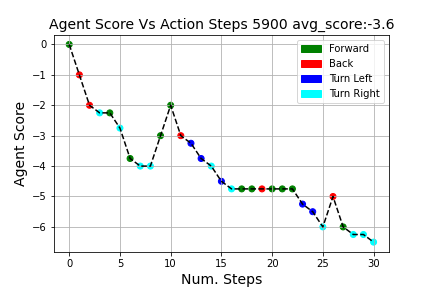 Agent Score Vs Action Steps 5900 avg_score:-3.6
Forward
Back
Turn Left
Turn Right
Agent Score
0
−1
−2
−3
−4
−5
−6
0 5 10 15 20 25 30
Num. Steps